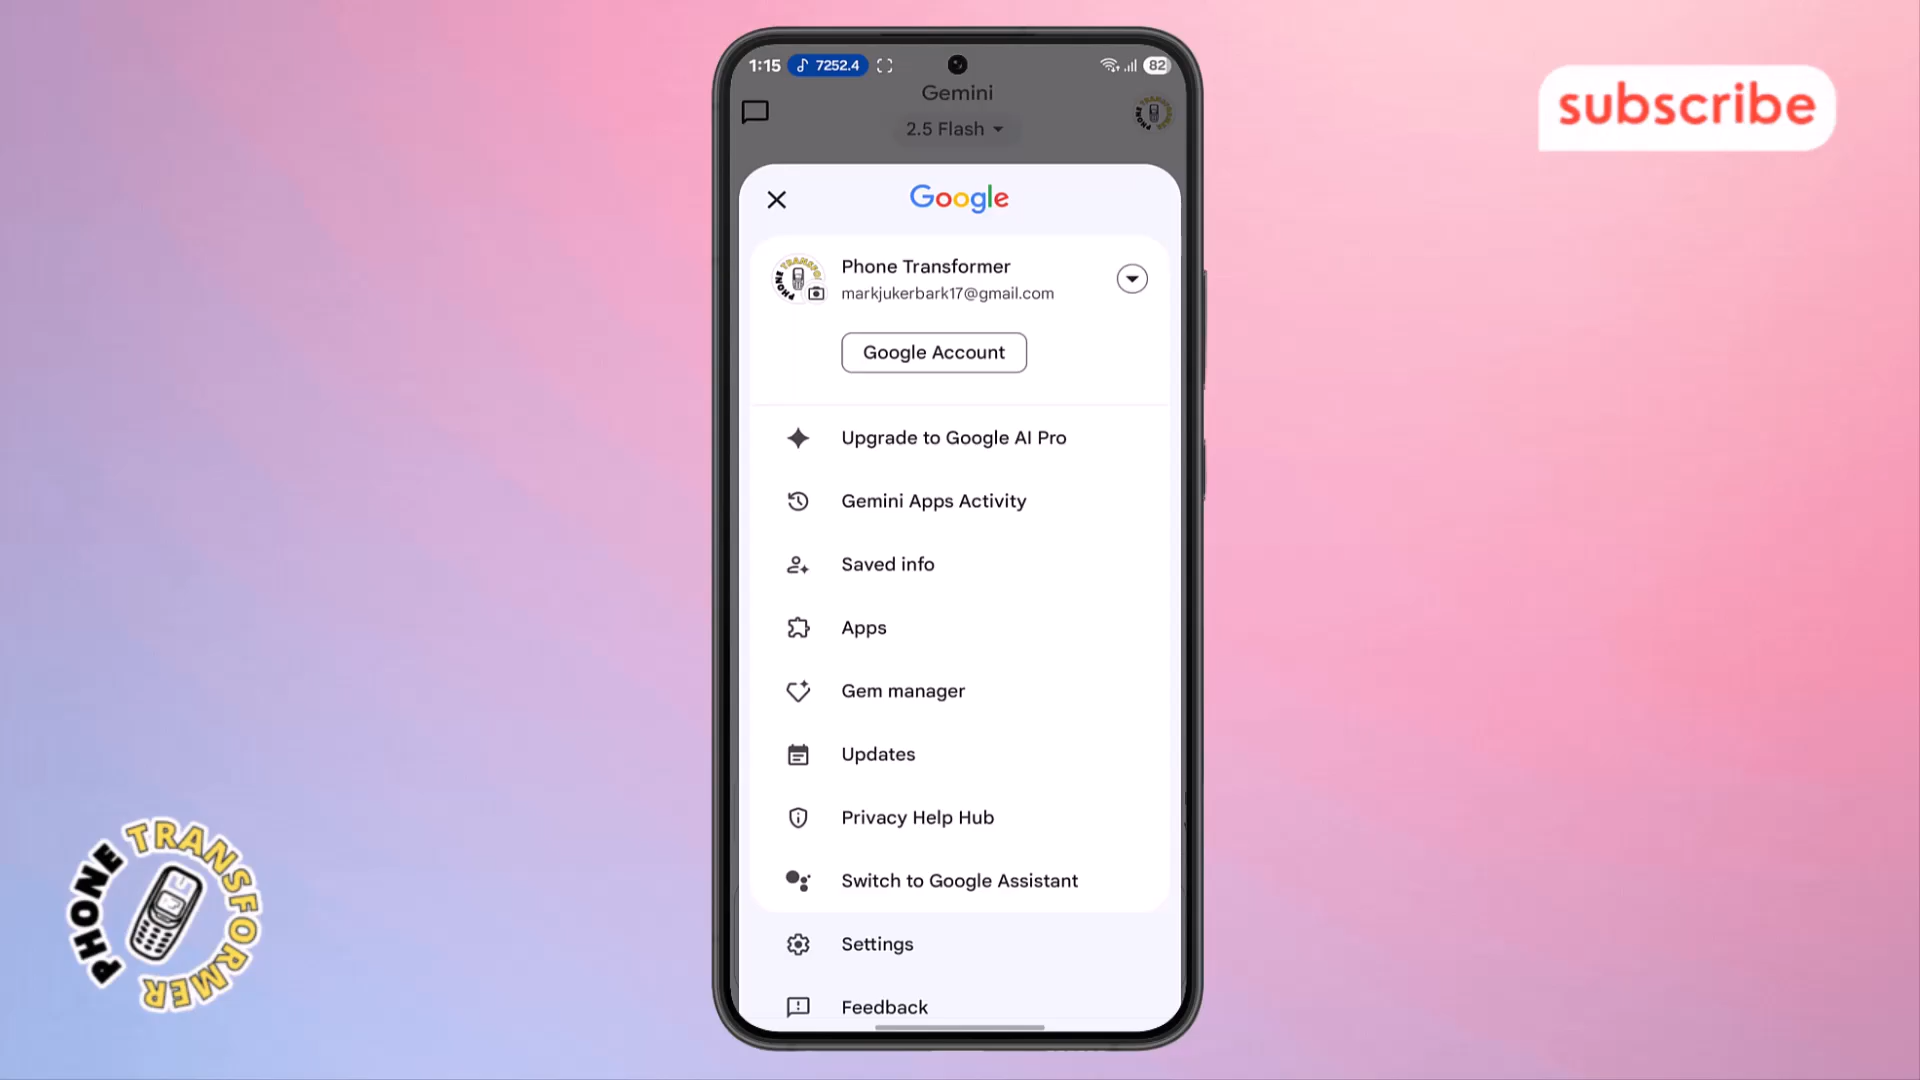 1:15 7252.4 82
Gemini
2.5 Flash
subscribe
Google
Phone Transformer
markjukerbark17@gmail.com
Google Account
Upgrade to Google AI Pro
Gemini Apps Activity
Saved info
Apps
Gem manager
Updates
Privacy Help Hub
Switch to Google Assistant
Settings
Feedback
PHONE TRANSFORMER